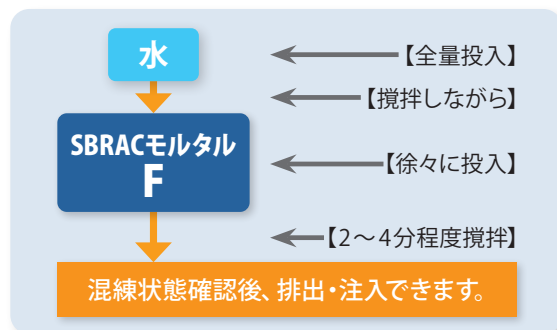 水
【全量投入】
【撹拌しながら】
SBRACモルタル
F
【徐々に投入】
【2〜4分程度撹拌】
混練状態確認後、排出・注入できます。